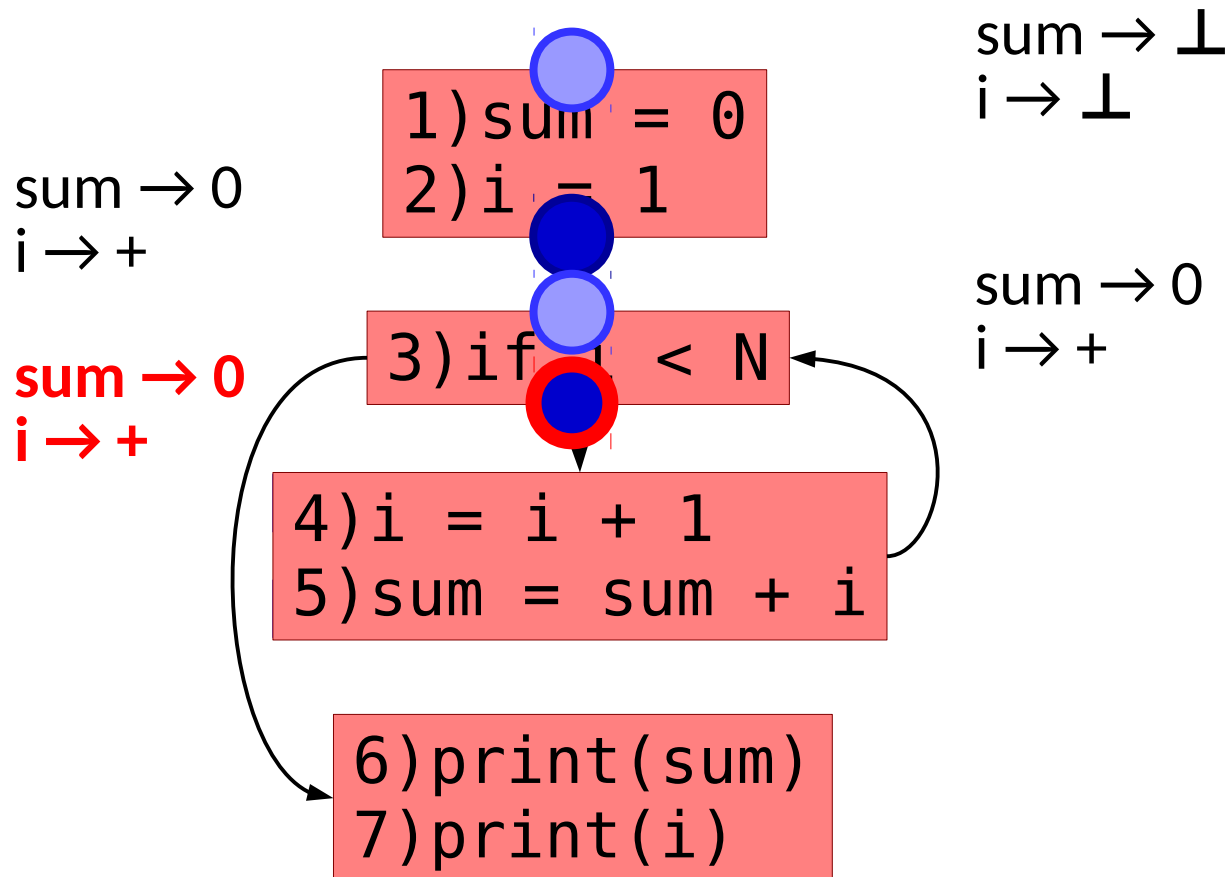 sum → ⊥
i → ⊥
1)sum = 0
2)i = 1
sum → 0
i → +
sum → 0
i → +
3)if i < N
sum → 0
i → +
4)i = i + 1
5)sum = sum + i
6)print(sum)
7)print(i)